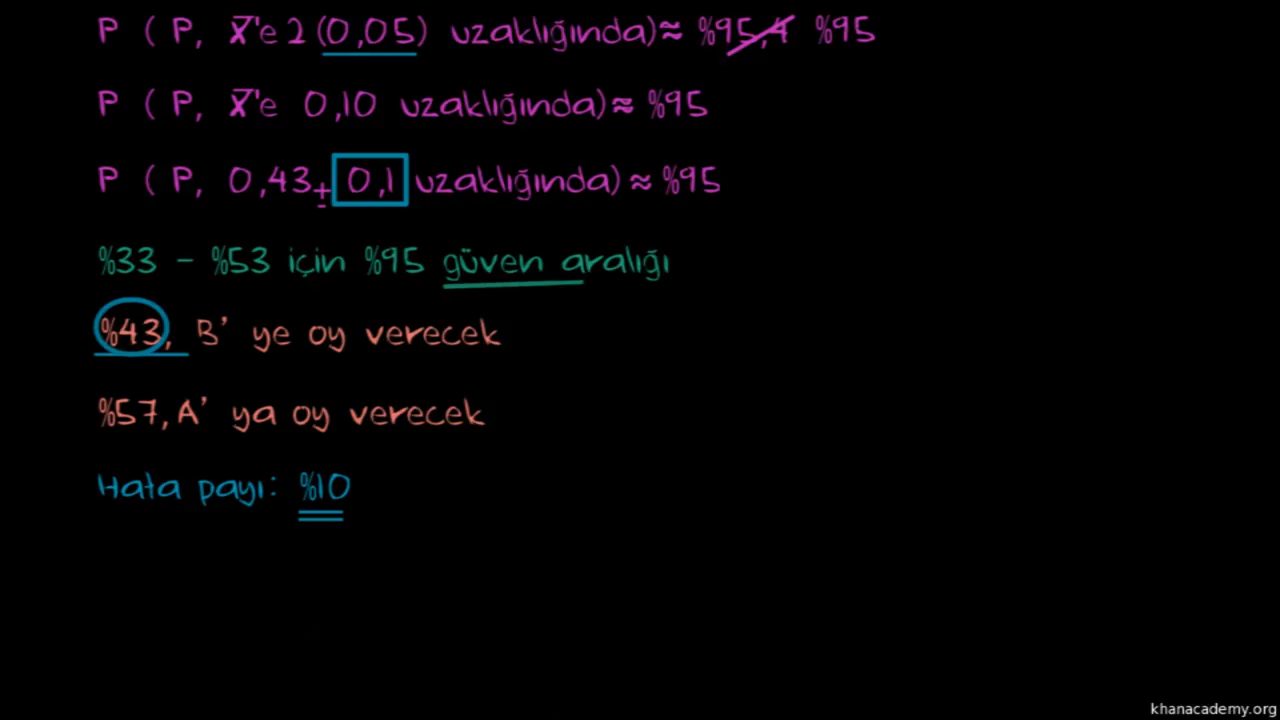 P ( P, X̅'e 2 (0,05) uzaklığında) ≈ %95,4 %95
P ( P, X̅'e 0,10 uzaklığında) ≈ %95
P ( P, 0,43 ± 0,1 uzaklığında) ≈ %95
%33 - %53 için %95 güven aralığı
%43, B' ye oy verecek
%57, A' ya oy verecek
Hata payı: %10
khanacademy.org